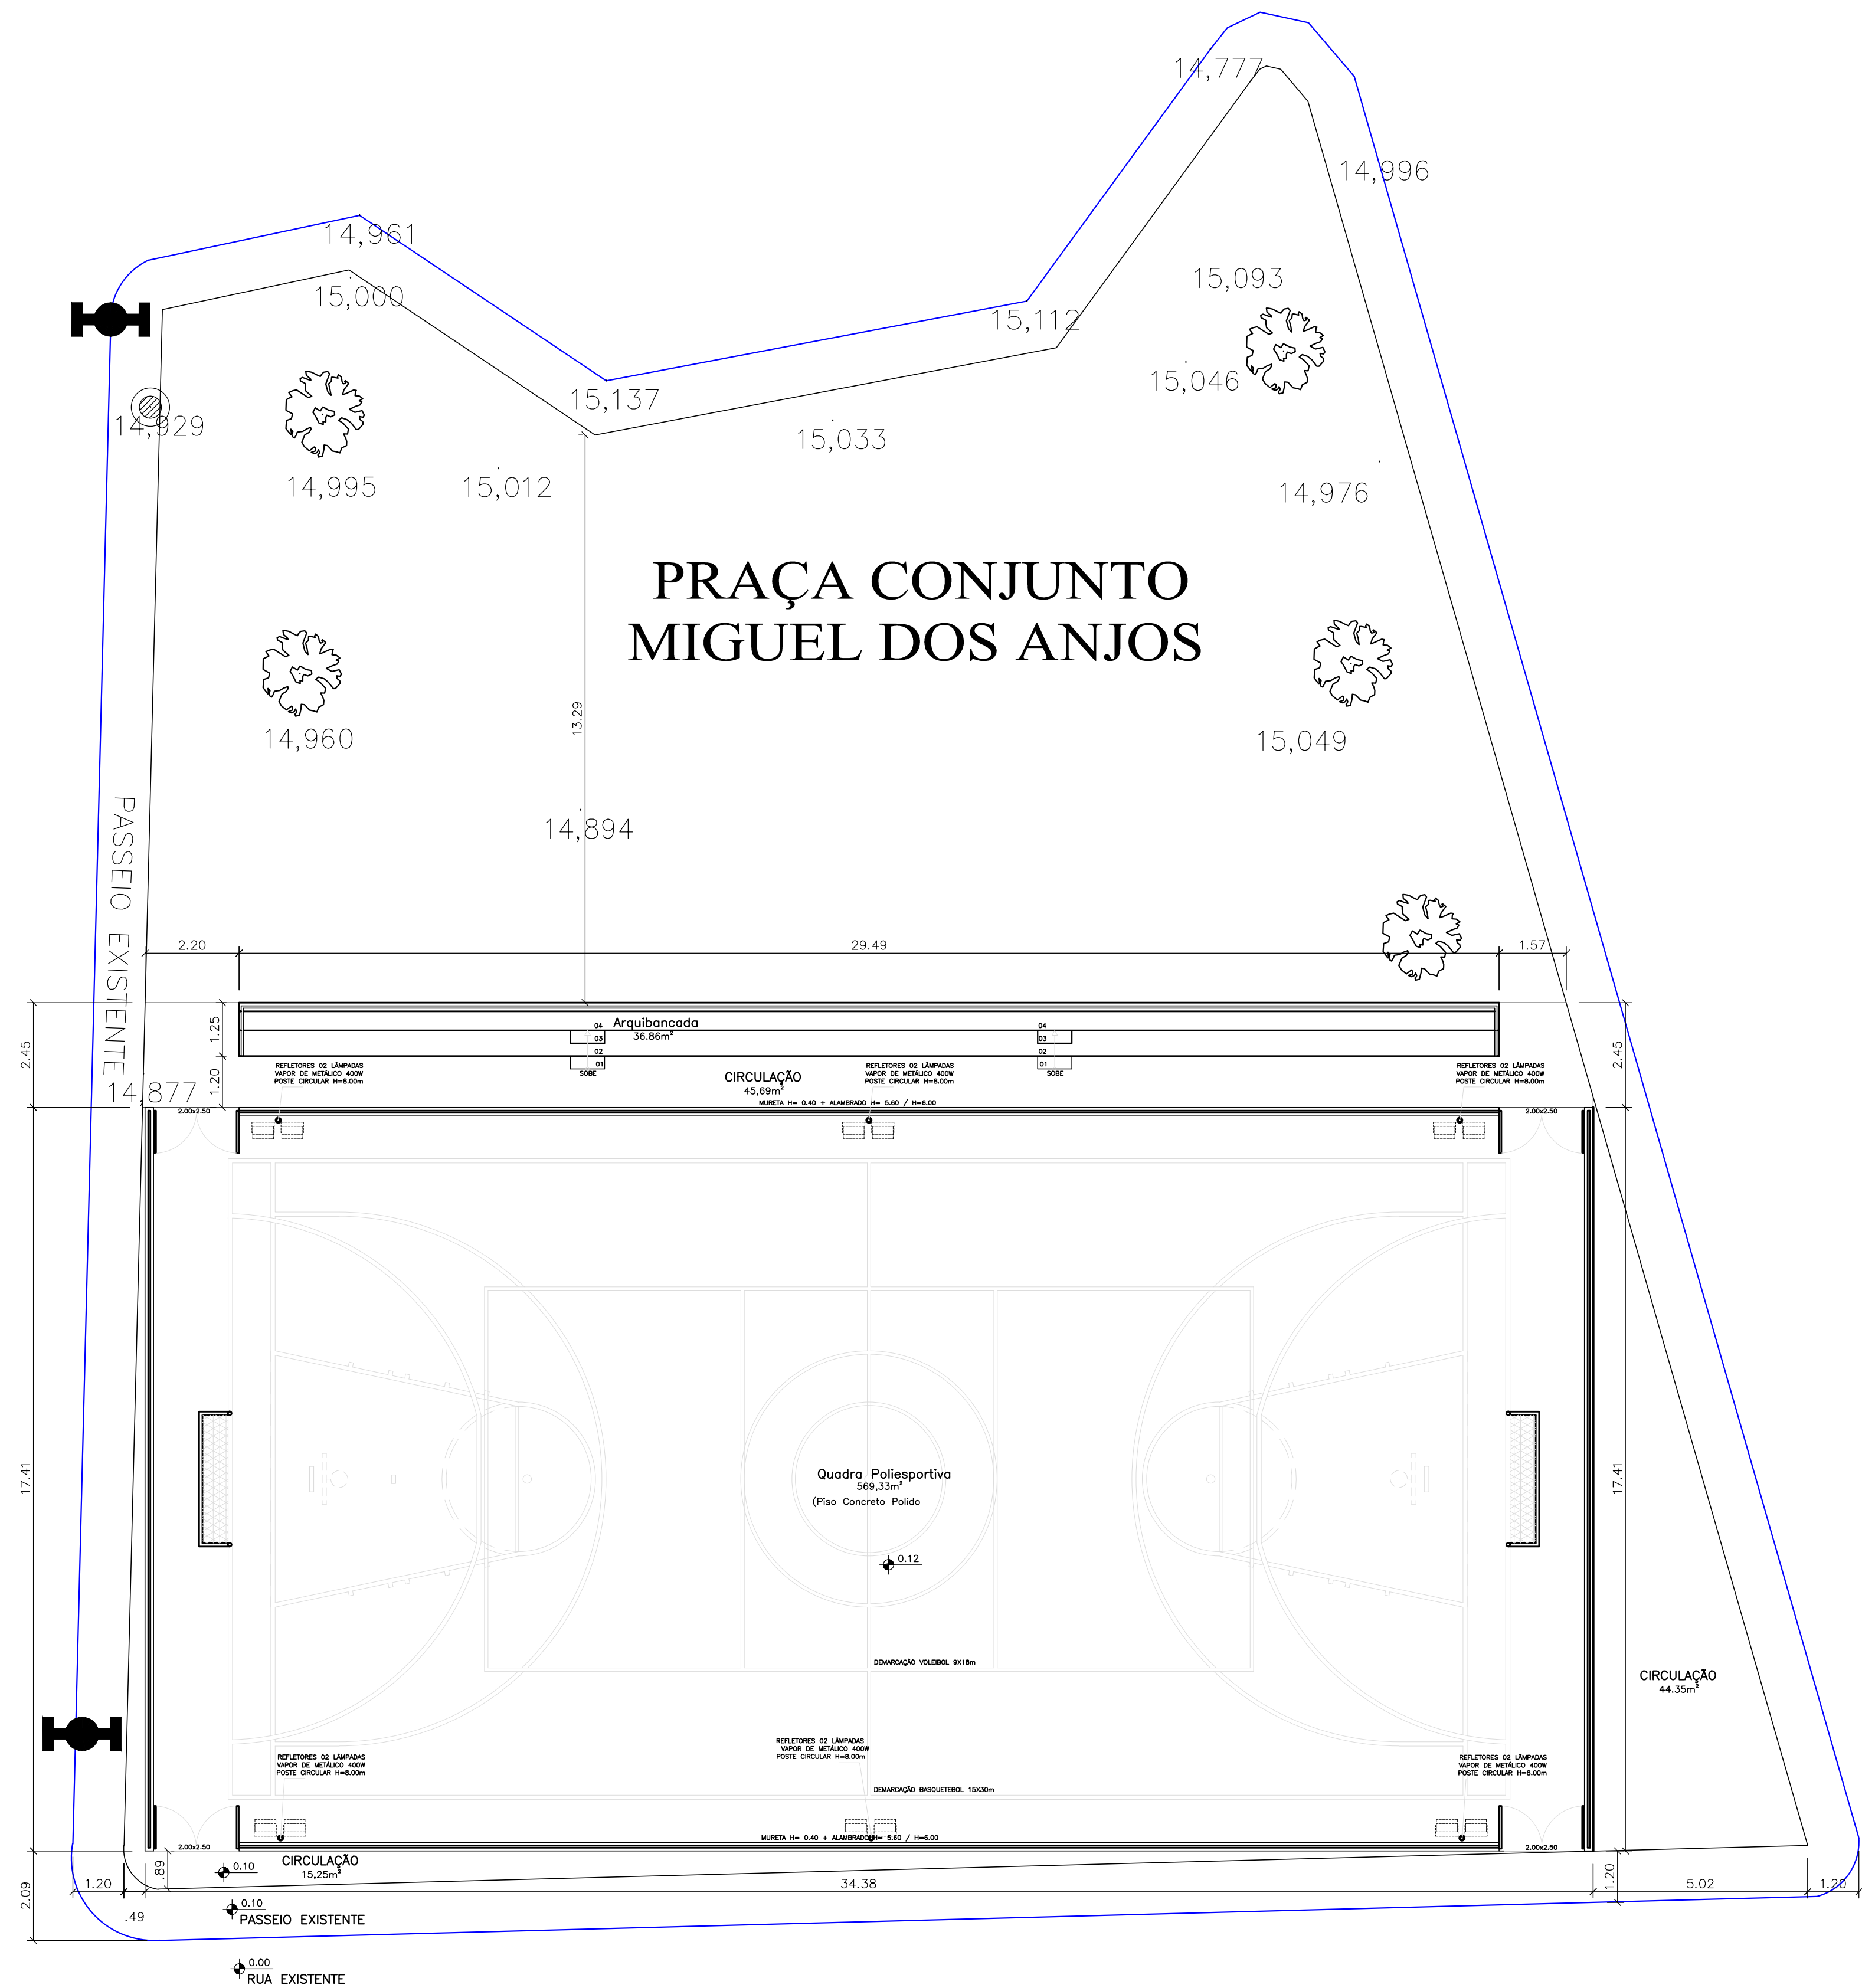 14,777
14,996
14,961
15,000
15,093
15,112
15,137
15,046
14,929
15,033
14,995
15,012
14,976
PRAÇA CONJUNTO
MIGUEL DOS ANJOS
13.29
14,960
15,049
14,894
PASSEIO EXISTENTE
2.20
29.49
1.57
2.45
1.25
1.20
2.45
Arquibancada
36.86m²
04
03
02
01
SOBE
04
03
02
01
SOBE
REFLETORES 02 LÂMPADAS
VAPOR DE METÁLICO 400W
POSTE CIRCULAR H=8.00m
CIRCULAÇÃO
45,69m²
REFLETORES 02 LÂMPADAS
VAPOR DE METÁLICO 400W
POSTE CIRCULAR H=8.00m
REFLETORES 02 LÂMPADAS
VAPOR DE METÁLICO 400W
POSTE CIRCULAR H=8.00m
14,877
MURETA H= 0.40 + ALAMBRADO H= 5.60 / H=6.00
2.00x2.50
2.00x2.50
17.41
17.41
Quadra Poliesportiva
569,33m²
(Piso Concreto Polido
0.12
DEMARCAÇÃO VOLEIBOL 9X18m
CIRCULAÇÃO
44.35m²
REFLETORES 02 LÂMPADAS
VAPOR DE METÁLICO 400W
POSTE CIRCULAR H=8.00m
REFLETORES 02 LÂMPADAS
VAPOR DE METÁLICO 400W
POSTE CIRCULAR H=8.00m
REFLETORES 02 LÂMPADAS
VAPOR DE METÁLICO 400W
POSTE CIRCULAR H=8.00m
DEMARCAÇÃO BASQUETEBOL 15X30m
MURETA H= 0.40 + ALAMBRADO H= 5.60 / H=6.00
2.00x2.50
2.00x2.50
CIRCULAÇÃO
15,25m²
0.10
.89
2.09
1.20
.49
34.38
1.20
5.02
1.20
0.10
PASSEIO EXISTENTE
0.00
RUA EXISTENTE